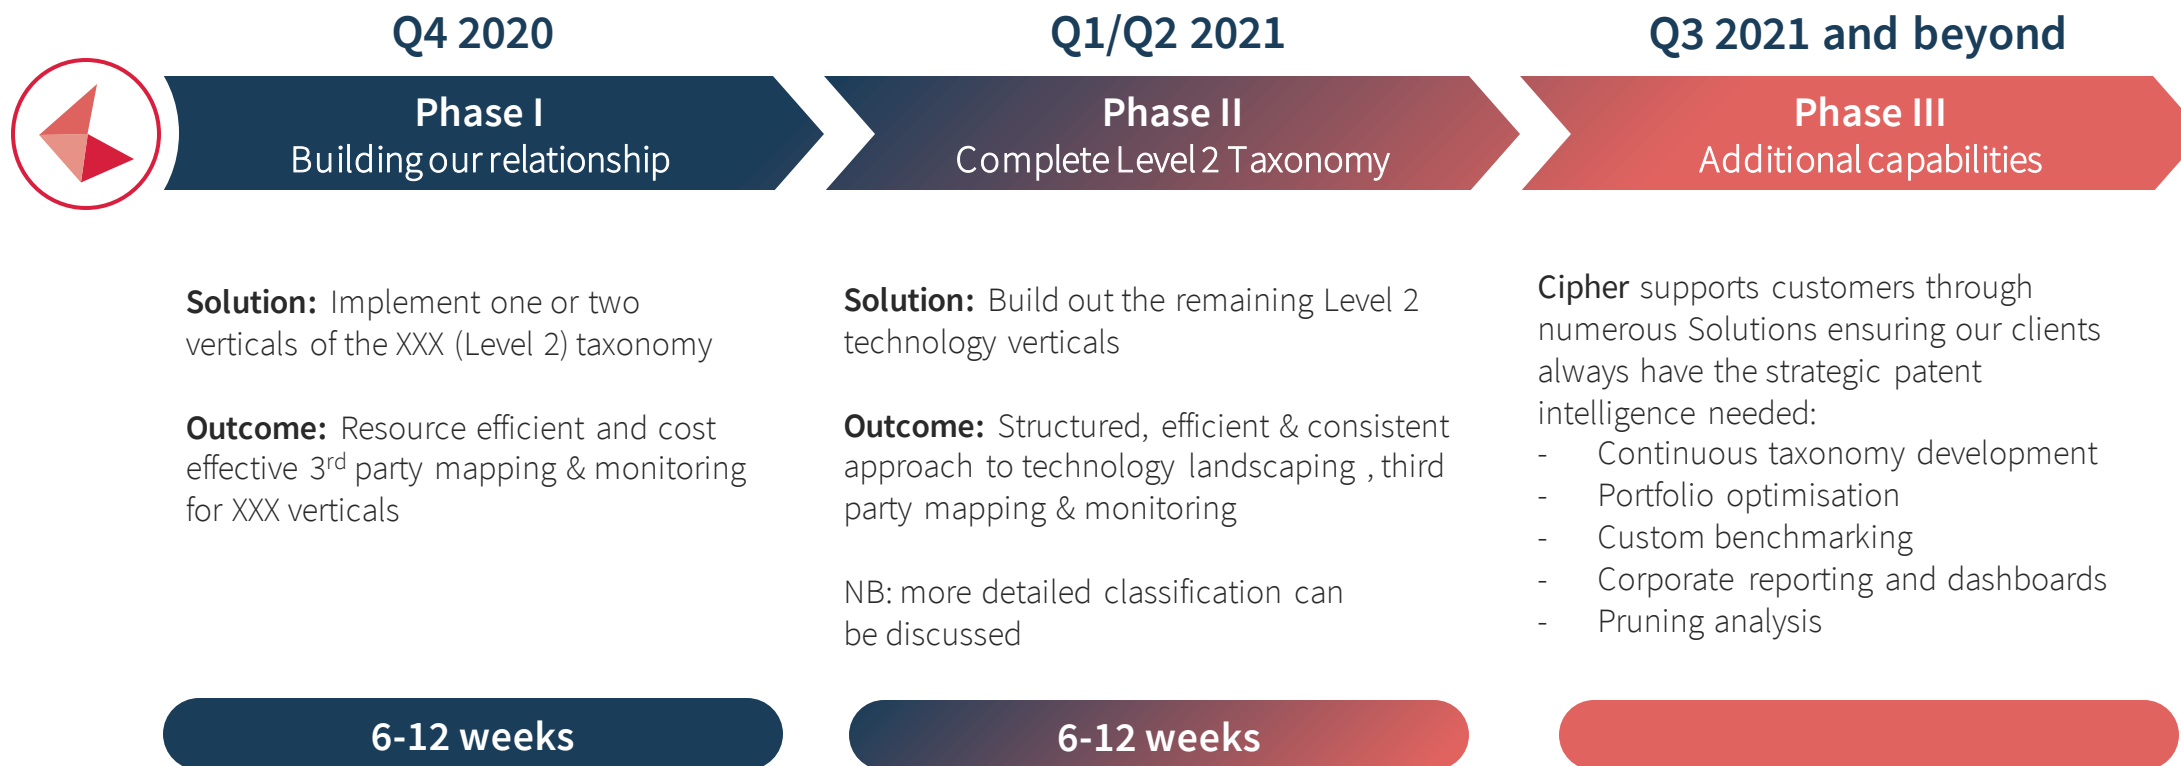 Q4 2020
Phase I
Building our relationship
Solution: Implement one or two
verticals of the XXX (Level 2) taxonomy
Outcome: Resource efficient and cost
effective 3rd party mapping & monitoring
for XXX verticals
6-12 weeks
Q1/Q2 2021
Phase II
Complete Level 2 Taxonomy
Solution: Build out the remaining Level 2
technology verticals
Outcome: Structured, efficient & consistent
approach to technology landscaping , third
party mapping & monitoring
NB: more detailed classification can
be discussed
6-12 weeks
Q3 2021 and beyond
Phase III
Additional capabilities
Cipher supports customers through
numerous Solutions ensuring our clients
always have the strategic patent
intelligence needed:
- Continuous taxonomy development
- Portfolio optimisation
- Custom benchmarking
- Corporate reporting and dashboards
- Pruning analysis